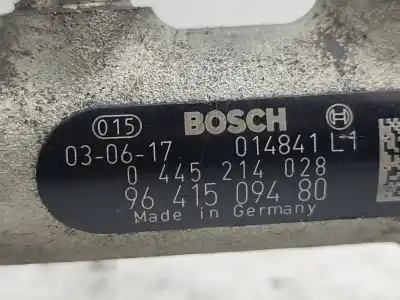 015 BOSCH
03-06-17 014841 L1
0 445 214 028
96 415 094 80
Made in Germany